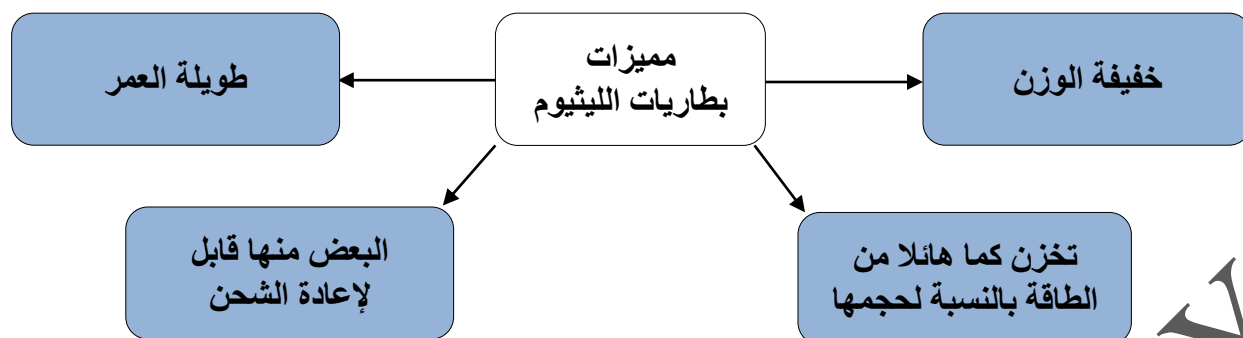 مميزات
بطاريات الليثيوم
خفيفة الوزن
طويلة العمر
تخزن كما هائلا من
الطاقة بالنسبة لحجمها
البعض منها قابل
لإعادة الشحن